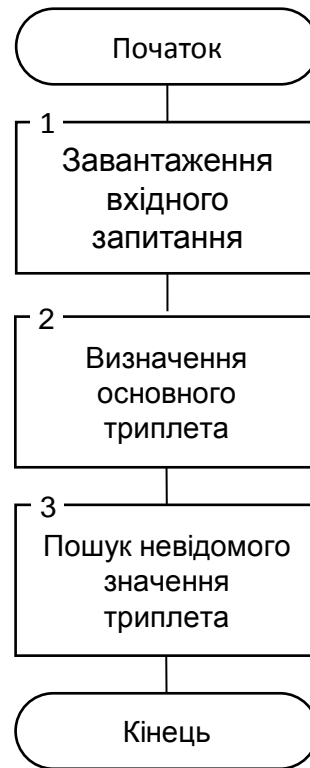 Початок
1
Завантаження
вхідного
запитання
2
Визначення
основного
триплета
3
Пошук невідомого
значення
триплета
Кінець